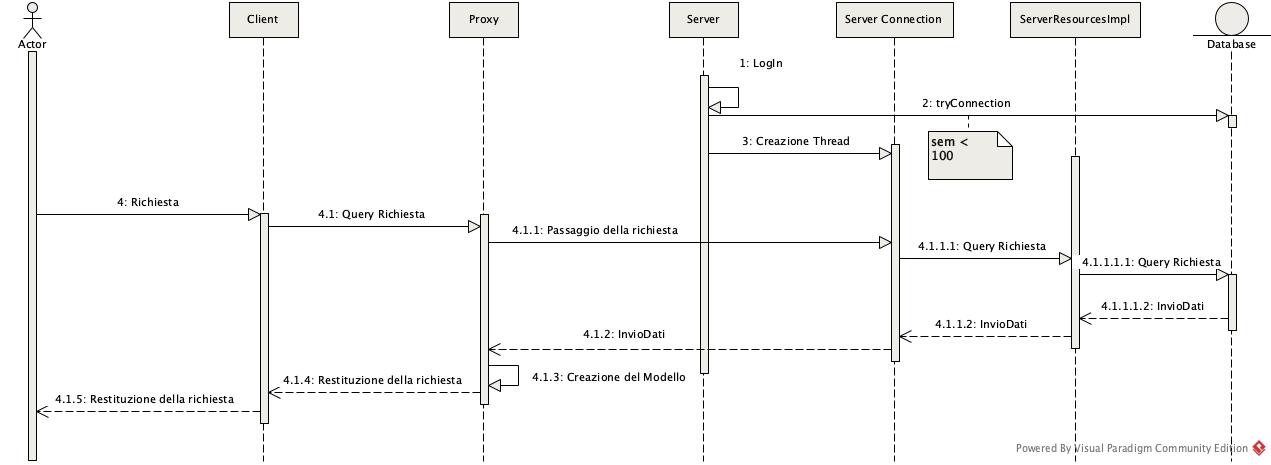 Client
Proxy
Server
Server Connection
ServerResourcesImpl
Actor
Database
1: LogIn
2: tryConnection
3: Creazione Thread
sem <
100
4: Richiesta
4.1: Query Richiesta
4.1.1: Passaggio della richiesta
4.1.1.1: Query Richiesta
4.1.1.1.1: Query Richiesta
4.1.1.1.2: InvioDati
4.1.1.2: InvioDati
4.1.2: InvioDati
4.1.3: Creazione del Modello
4.1.4: Restituzione della richiesta
4.1.5: Restituzione della richiesta
Powered By Visual Paradigm Community Edition